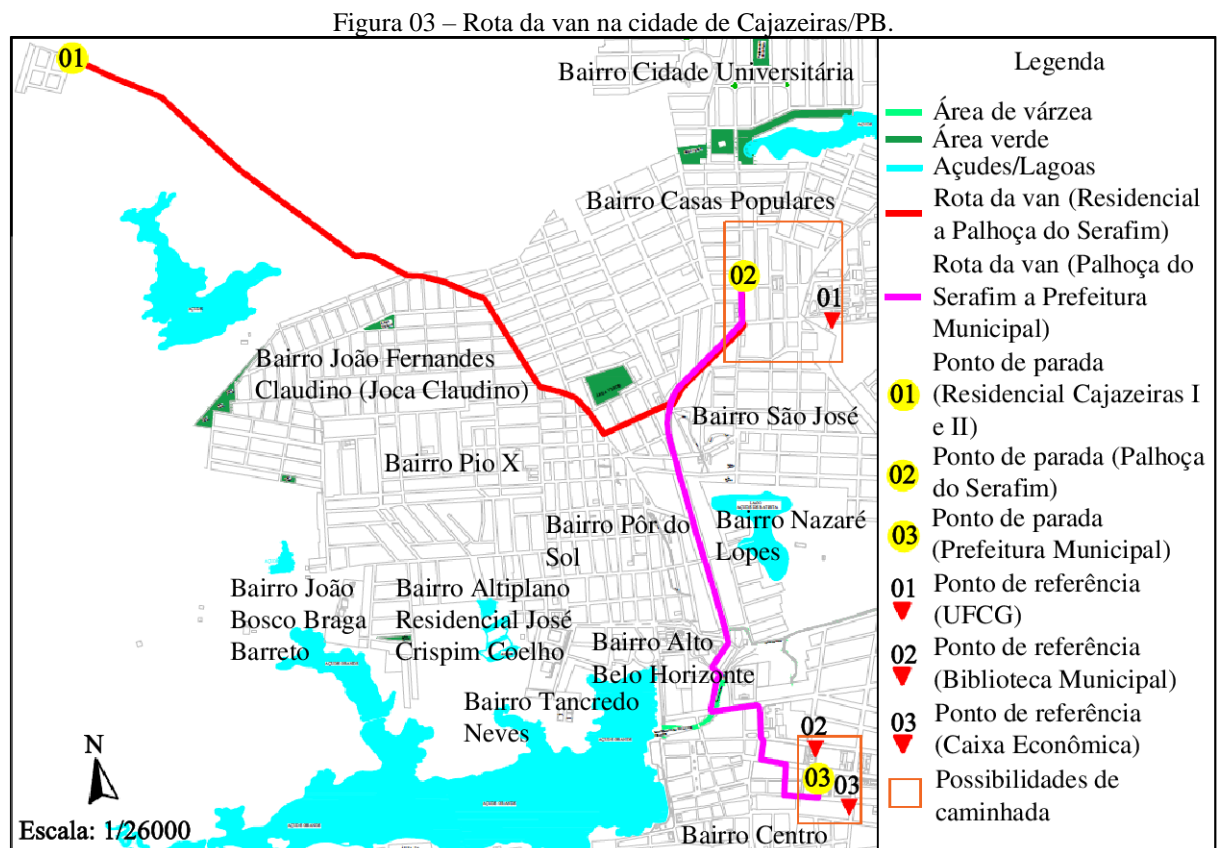 Figura 03 – Rota da van na cidade de Cajazeiras/PB.
01
Bairro Cidade Universitária
Bairro Casas Populares
02
01
Bairro João Fernandes
Claudino (Joca Claudino)
Bairro São José
Bairro Pio X
Bairro Pôr do
Sol
Bairro Nazaré
Lopes
Bairro João
Bosco Braga
Barreto
Bairro Altiplano
Residencial José
Crispim Coelho
Bairro Alto
Belo Horizonte
Bairro Tancredo
Neves
02
03
03
Bairro Centro
N
Escala: 1/26000
Legenda
Área de várzea
Área verde
Açudes/Lagoas
Rota da van (Residencial
a Palhoça do Serafim)
Rota da van (Palhoça do
Serafim a Prefeitura
Municipal)
Ponto de parada
01 (Residencial Cajazeiras I
e II)
02 Ponto de parada (Palhoça
do Serafim)
03 Ponto de parada
(Prefeitura Municipal)
01 Ponto de referência
(UFCG)
02 Ponto de referência
(Biblioteca Municipal)
03 Ponto de referência
(Caixa Econômica)
Possibilidades de
caminhada